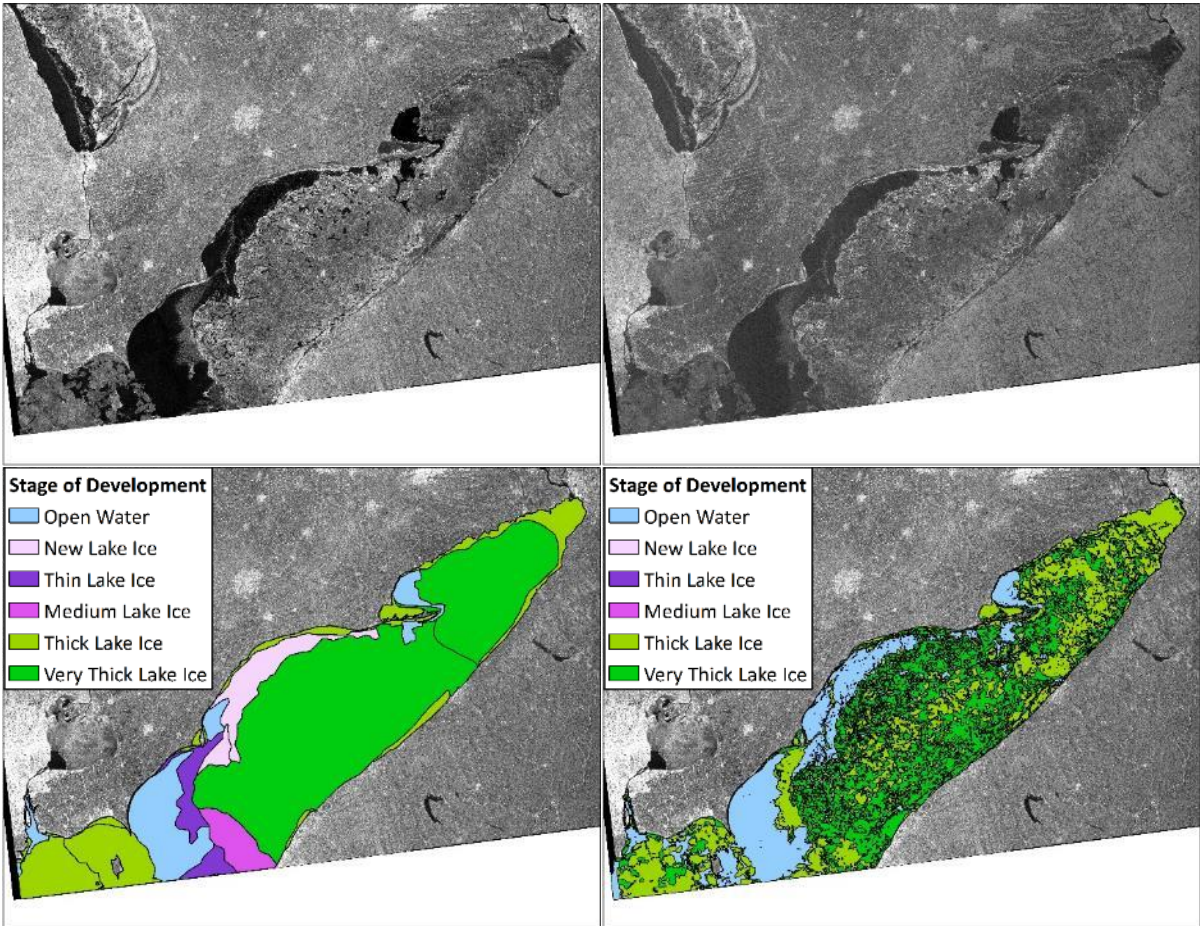 Stage of Development
Open Water
New Lake Ice
Thin Lake Ice
Medium Lake Ice
Thick Lake Ice
Very Thick Lake Ice
Stage of Development
Open Water
New Lake Ice
Thin Lake Ice
Medium Lake Ice
Thick Lake Ice
Very Thick Lake Ice